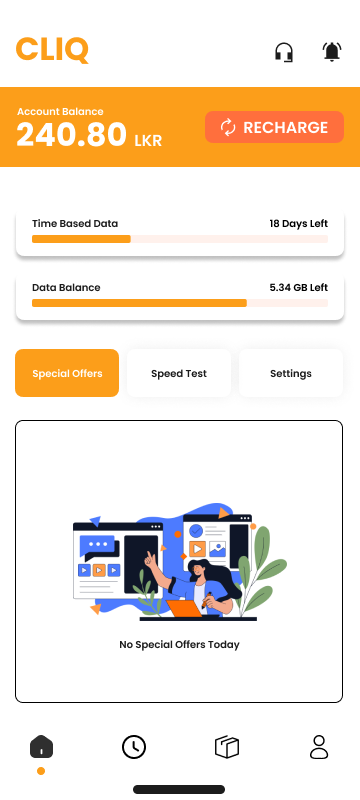 CLIQ
Account Balance
240.80 LKR
RECHARGE
Time Based Data
18 Days Left
Data Balance
5.34 GB Left
Special Offers
Speed Test
Settings
No Special Offers Today